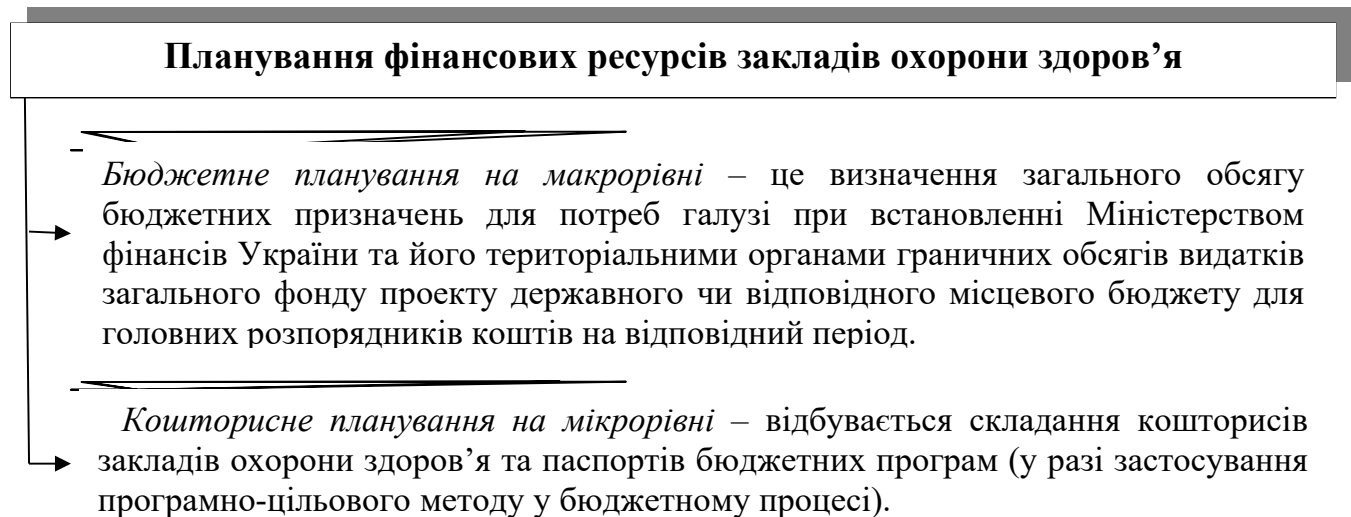 Планування фінансових ресурсів закладів охорони здоров’я
Бюджетне планування на макрорівні – це визначення загального обсягу
бюджетних призначень для потреб галузі при встановленні Міністерством
фінансів України та його територіальними органами граничних обсягів видатків
загального фонду проекту державного чи відповідного місцевого бюджету для
головних розпорядників коштів на відповідний період.
Кошторисне планування на мікрорівні – відбувається складання кошторисів
закладів охорони здоров’я та паспортів бюджетних програм (у разі застосування
програмно-цільового методу у бюджетному процесі).